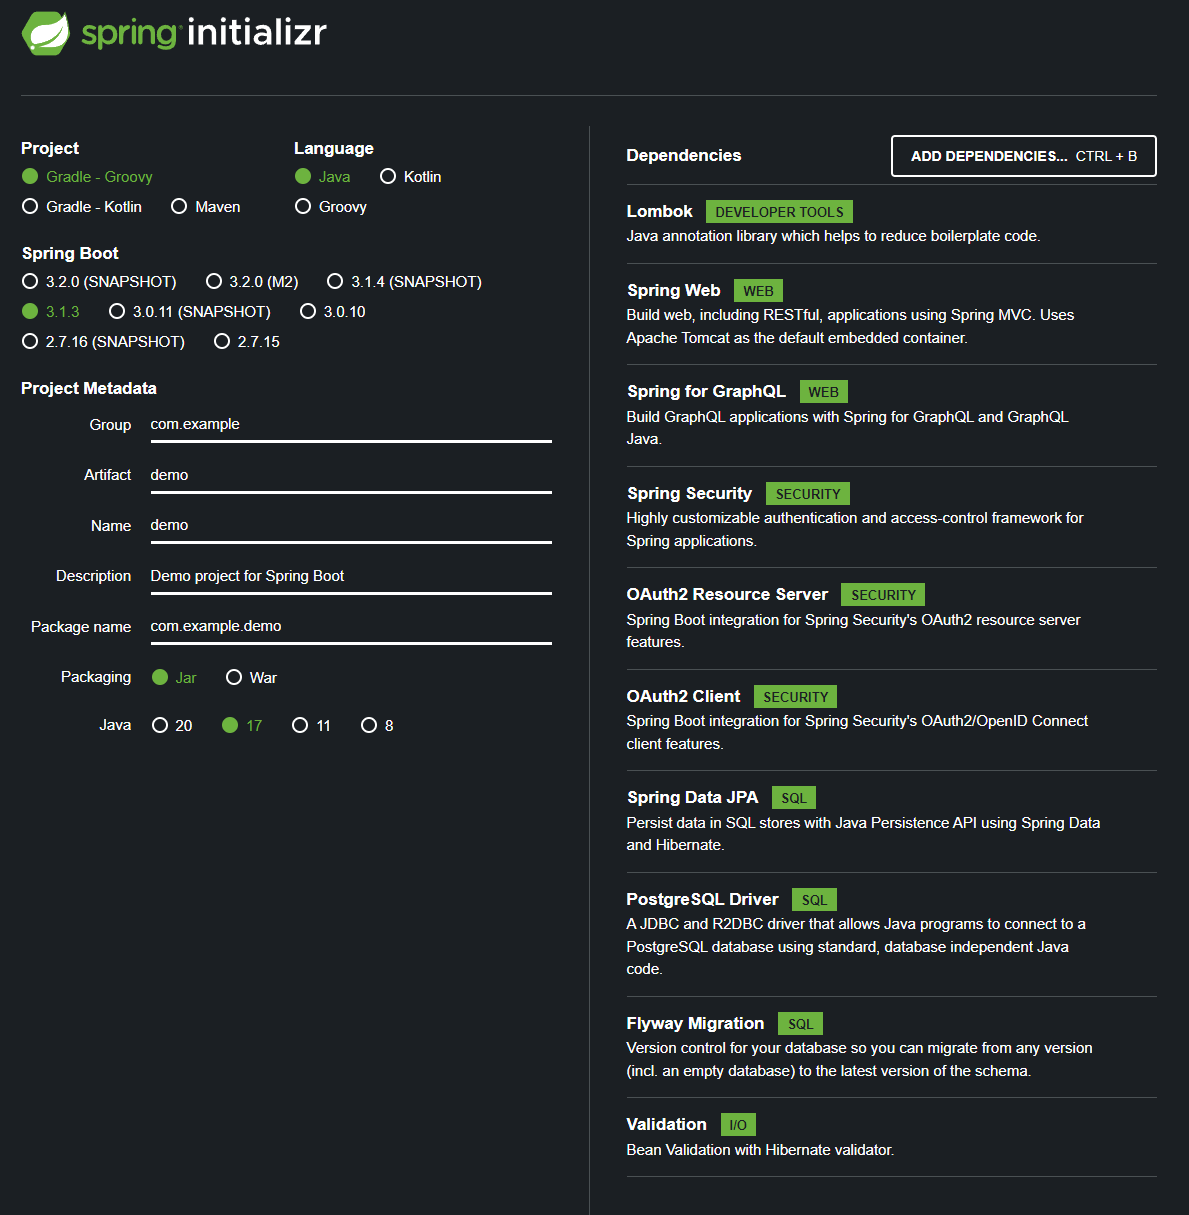 spring initializr
Project
Gradle - Groovy
Gradle - Kotlin Maven
Language
Java Kotlin
Groovy
Spring Boot
3.2.0 (SNAPSHOT) 3.2.0 (M2) 3.1.4 (SNAPSHOT)
3.1.3 3.0.11 (SNAPSHOT) 3.0.10
2.7.16 (SNAPSHOT) 2.7.15
Project Metadata
Group com.example
Artifact demo
Name demo
Description Demo project for Spring Boot
Package name com.example.demo
Packaging Jar War
Java 20 17 11 8
Dependencies ADD DEPENDENCIES... CTRL + B
Lombok DEVELOPER TOOLS
Java annotation library which helps to reduce boilerplate code.
Spring Web WEB
Build web, including RESTful, applications using Spring MVC. Uses
Apache Tomcat as the default embedded container.
Spring for GraphQL WEB
Build GraphQL applications with Spring for GraphQL and GraphQL
Java.
Spring Security SECURITY
Highly customizable authentication and access-control framework for
Spring applications.
OAuth2 Resource Server SECURITY
Spring Boot integration for Spring Security's OAuth2 resource server
features.
OAuth2 Client SECURITY
Spring Boot integration for Spring Security's OAuth2/OpenID Connect
client features.
Spring Data JPA SQL
Persist data in SQL stores with Java Persistence API using Spring Data
and Hibernate.
PostgreSQL Driver SQL
A JDBC and R2DBC driver that allows Java programs to connect to a
PostgreSQL database using standard, database independent Java
code.
Flyway Migration SQL
Version control for your database so you can migrate from any version
(incl. an empty database) to the latest version of the schema.
Validation I/O
Bean Validation with Hibernate validator.